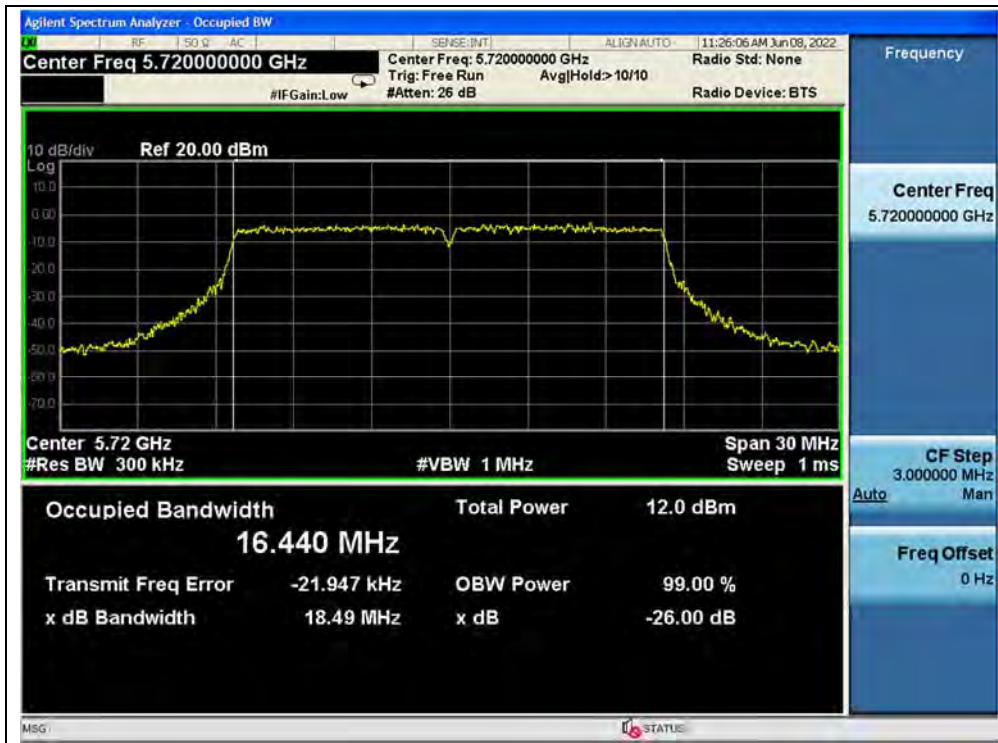 Agilent Spectrum Analyzer - Occupied BW
RF 50 Ω AC SENSE:INT ALIGN AUTO 11:26:06 AM Jun 08, 2022
Center Freq 5.720000000 GHz
Center Freq: 5.720000000 GHz
Radio Std: None
Trig: Free Run Avg|Hold:> 10/10
#IFGain:Low
#Atten: 26 dB
Radio Device: BTS
10 dB/div Ref 20.00 dBm
Log
10.0
0.00
-10.0
-20.0
-30.0
-40.0
-50.0
-60.0
-70.0
Center 5.72 GHz
Span 30 MHz
#Res BW 300 kHz
#VBW 1 MHz
Sweep 1 ms
Occupied Bandwidth
16.440 MHz
Total Power 12.0 dBm
Transmit Freq Error -21.947 kHz
OBW Power 99.00 %
x dB Bandwidth 18.49 MHz
x dB -26.00 dB
Frequency
Center Freq
5.720000000 GHz
CF Step
3.000000 MHz
Auto Man
Freq Offset
0 Hz
MSG
STATUS